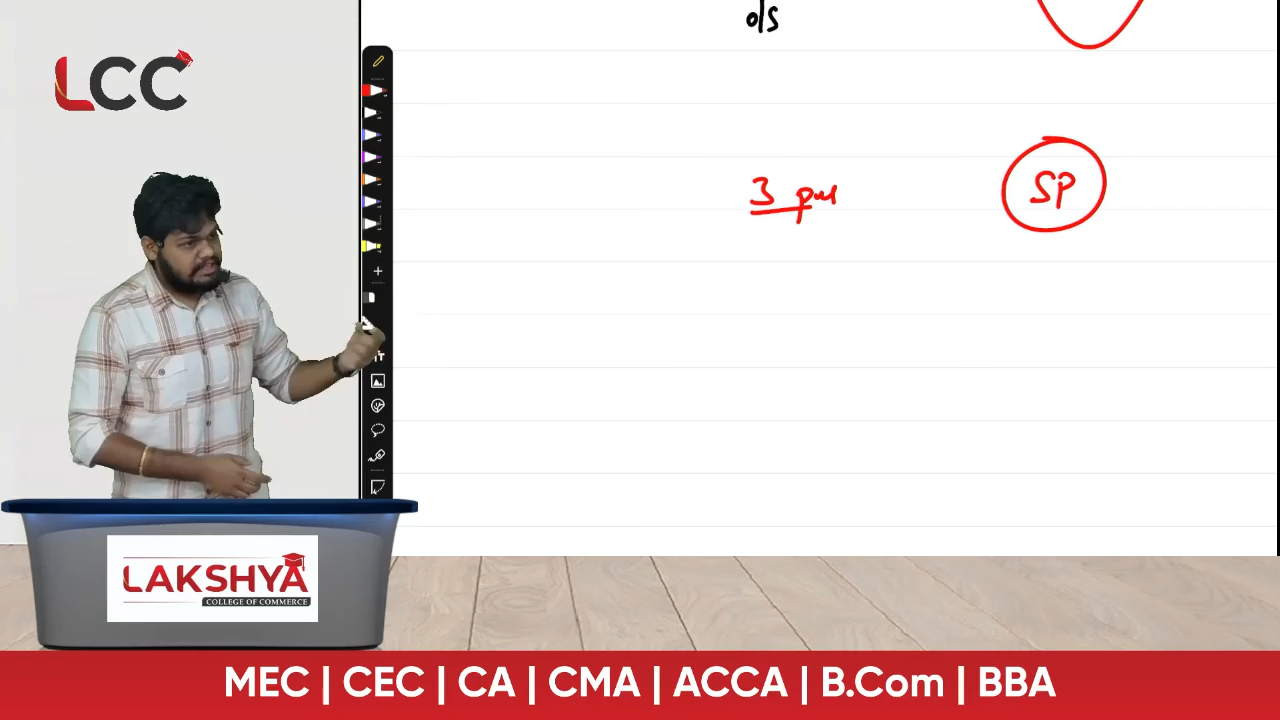 LCC
o/s
3 pm
SP
LAKSHYA
COLLEGE OF COMMERCE
MEC | CEC | CA | CMA | ACCA | B.Com | BBA